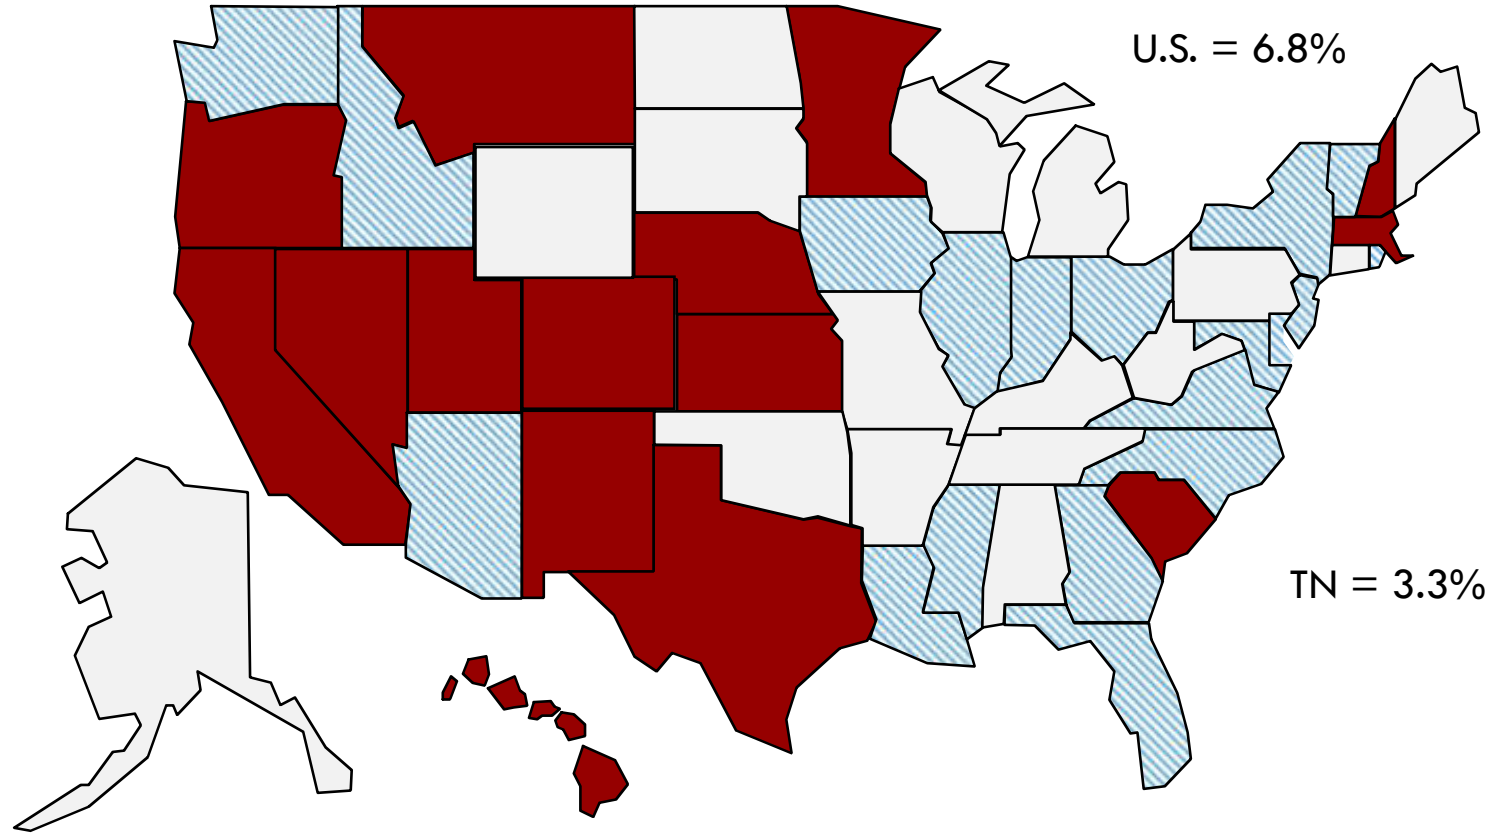 U.S. = 6.8%
TN = 3.3%